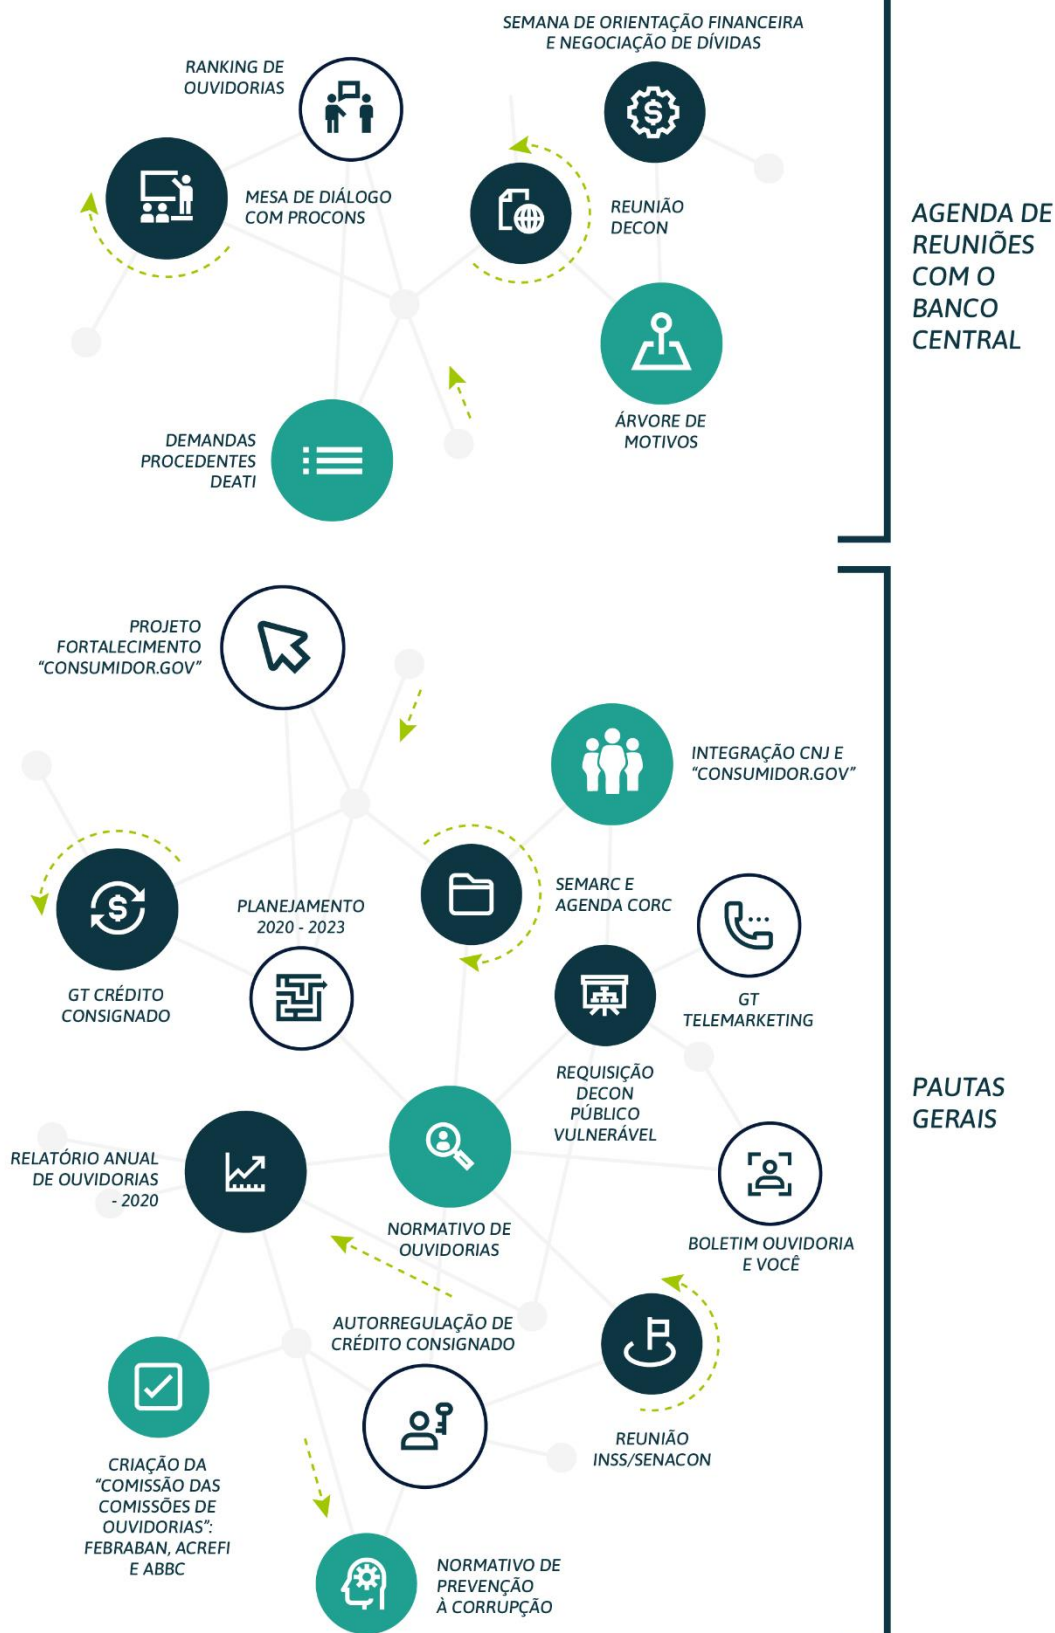 SEMANA DE ORIENTAÇÃO FINANCEIRA
E NEGOCIAÇÃO DE DÍVIDAS
RANKING DE
OUVIDORIAS
MESA DE DIÁLOGO
COM PROCONS
REUNIÃO
DECON
AGENDA DE
REUNIÕES
COM O
BANCO
CENTRAL
ÁRVORE DE
MOTIVOS
DEMANDAS
PROCEDENTES
DEATI
PROJETO
FORTALECIMENTO
“CONSUMIDOR.GOV”
INTEGRAÇÃO CNJ E
“CONSUMIDOR.GOV”
SEMARC E
AGENDA CORC
PLANEJAMENTO
2020 - 2023
GT CRÉDITO
CONSIGNADO
GT
TELEMARKETING
REQUISIÇÃO
DECON
PÚBLICO
VULNERÁVEL
PAUTAS
GERAIS
RELATÓRIO ANUAL
DE OUVIDORIAS
- 2020
NORMATIVO DE
OUVIDORIAS
BOLETIM OUVIDORIA
E VOCÊ
AUTORREGULAÇÃO DE
CRÉDITO CONSIGNADO
REUNIÃO
INSS/SENACON
CRIAÇÃO DA
“COMISSÃO DAS
COMISSÕES DE
OUVIDORIAS”:
FEBRABAN, ACREFI
E ABBC
NORMATIVO DE
PREVENÇÃO
À CORRUPÇÃO